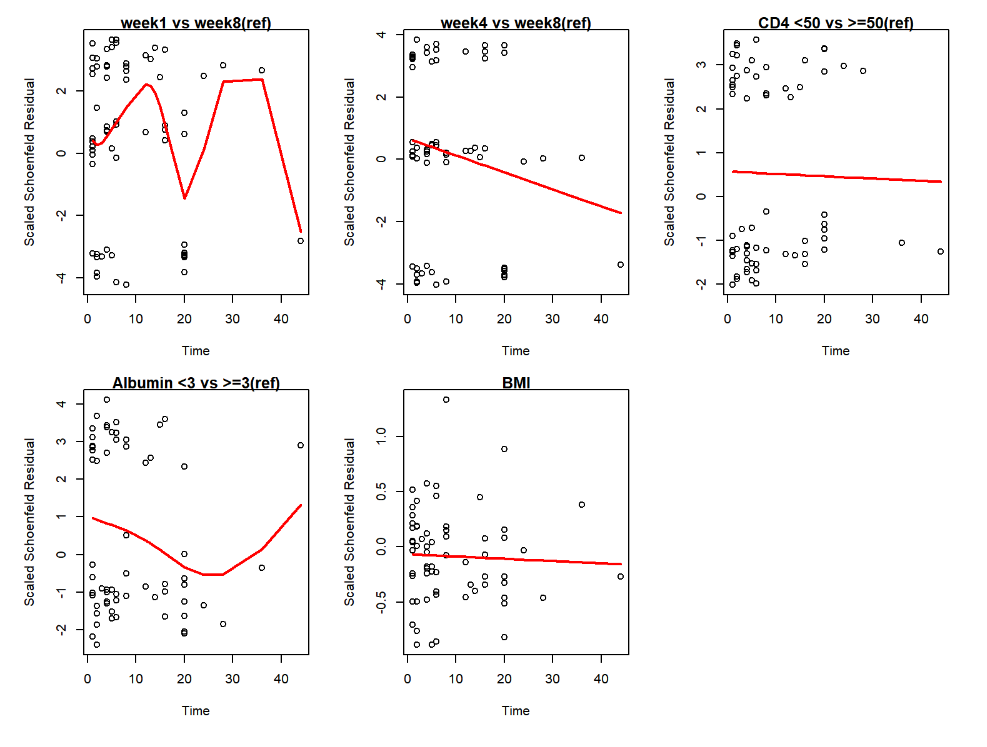 week1 vs week8(ref)
Scaled Schoenfeld Residual
-4 -2 0 2
0 10 20 30 40
Time
week4 vs week8(ref)
Scaled Schoenfeld Residual
-4 -2 0 2 4
0 10 20 30 40
Time
CD4 <50 vs >=50(ref)
Scaled Schoenfeld Residual
-2 -1 0 1 2 3
0 10 20 30 40
Time
Albumin <3 vs >=3(ref)
Scaled Schoenfeld Residual
-2 -1 0 1 2 3 4
0 10 20 30 40
Time
BMI
Scaled Schoenfeld Residual
-0.5 0.0 0.5 1.0
0 10 20 30 40
Time